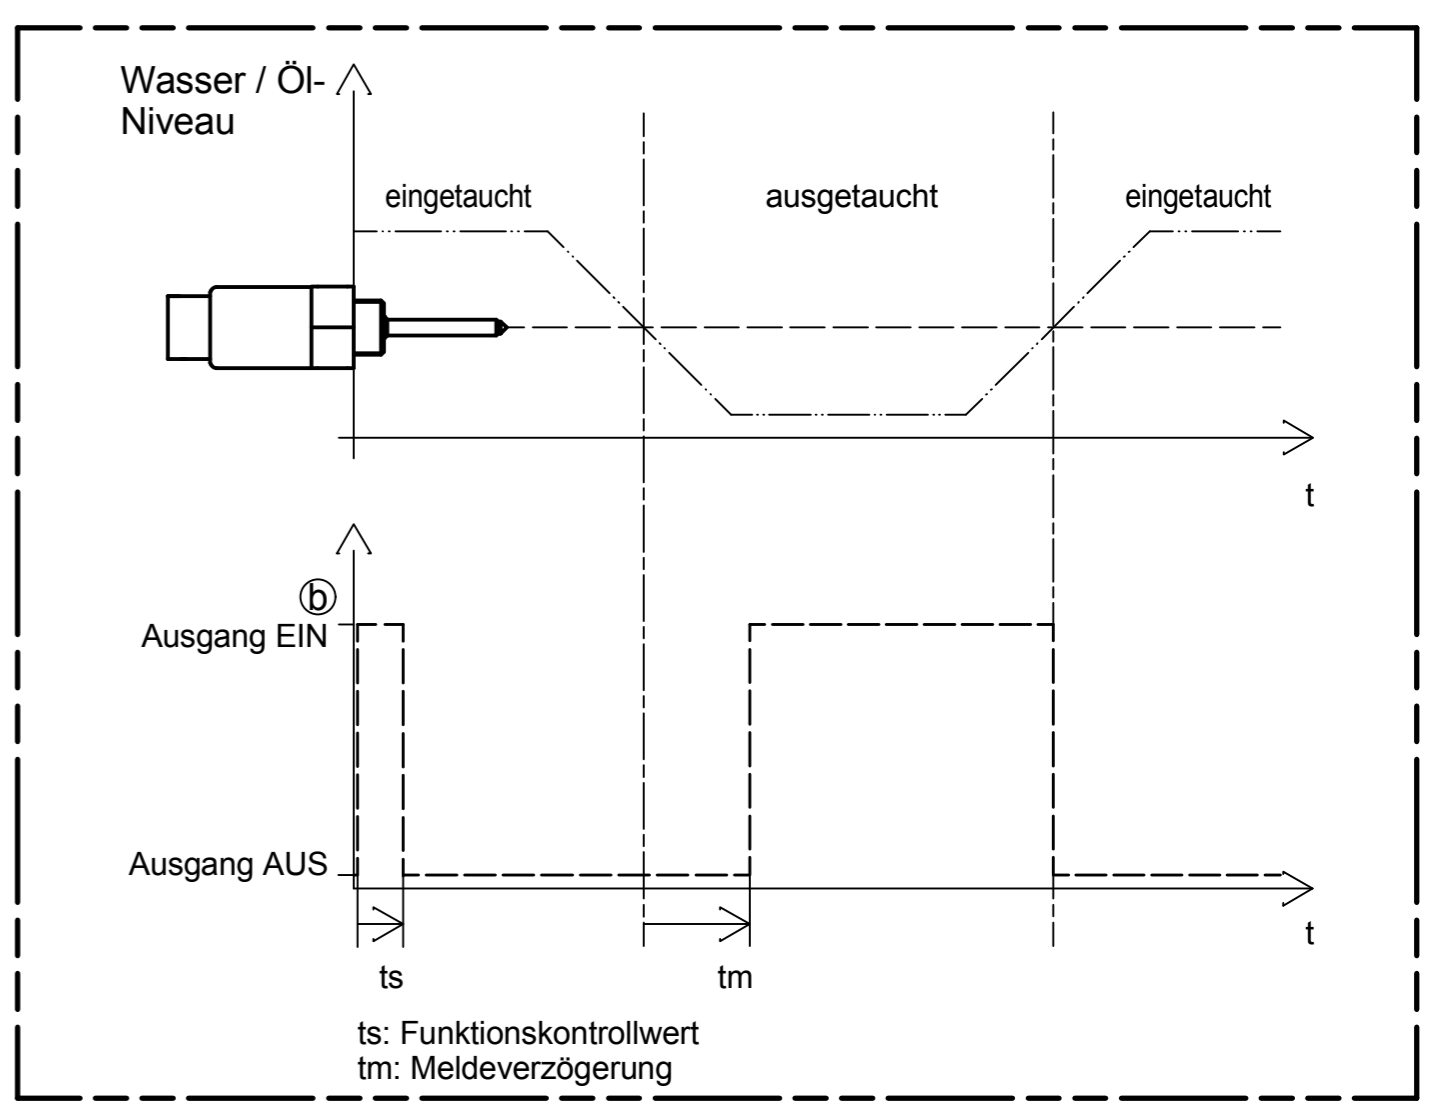 Wasser / Öl-
Niveau
eingetaucht
ausgetaucht
eingetaucht
t
b
Ausgang EIN
Ausgang AUS
t
ts
tm
ts: Funktionskontrollwert
tm: Meldeverzögerung